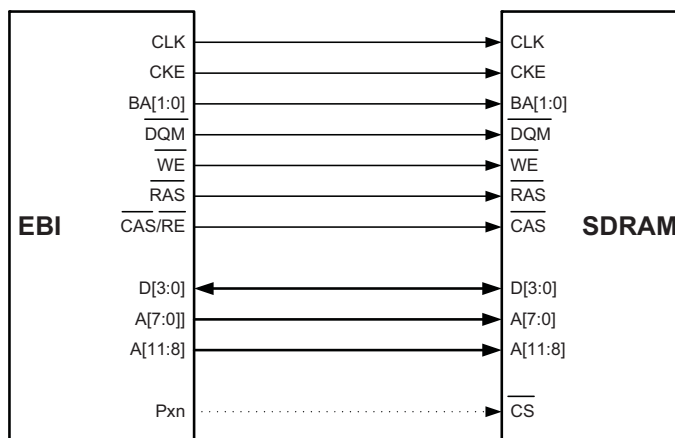 CLK CLK
CKE CKE
BA[1:0] BA[1:0]
DQM DQM
WE WE
RAS RAS
EBI CAS/RE CAS SDRAM
D[3:0] D[3:0]
A[7:0]] A[7:0]
A[11:8] A[11:8]
Pxn CS